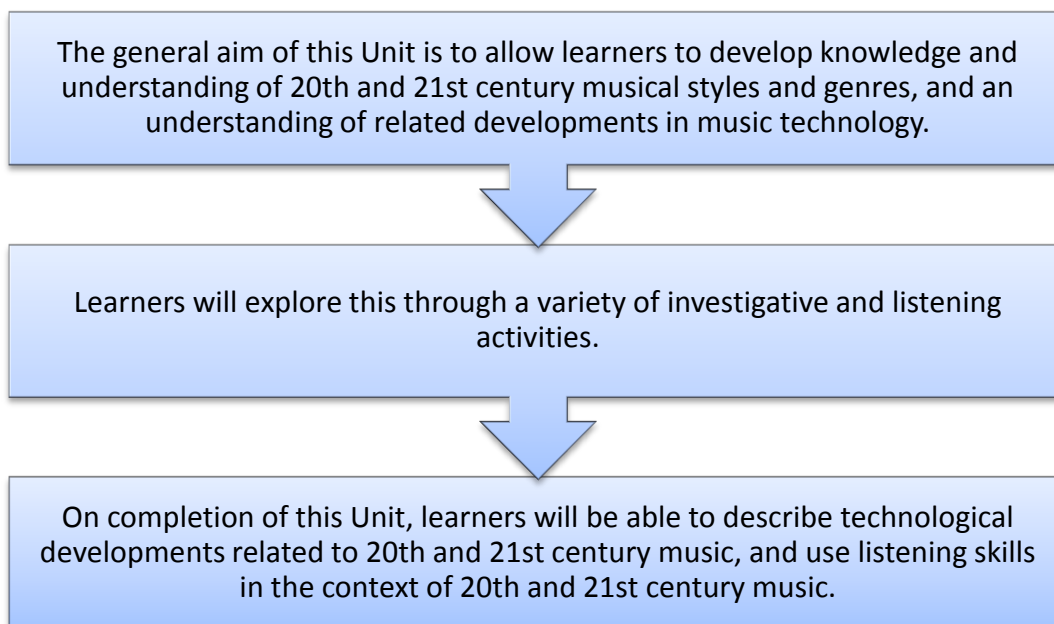 The general aim of this Unit is to allow learners to develop knowledge and
understanding of 20th and 21st century musical styles and genres, and an
understanding of related developments in music technology.
Learners will explore this through a variety of investigative and listening
activities.
On completion of this Unit, learners will be able to describe technological
developments related to 20th and 21st century music, and use listening skills
in the context of 20th and 21st century music.